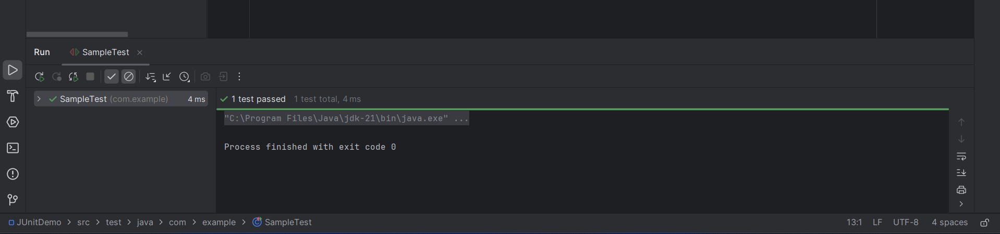 Run SampleTest
SampleTest (com.example) 4 ms
1 test passed 1 test total, 4 ms
"C:\Program Files\Java\jdk-21\bin\java.exe" ...
Process finished with exit code 0
JUnitDemo > src > test > java > com > example > SampleTest 13:1 LF UTF-8 4 spaces